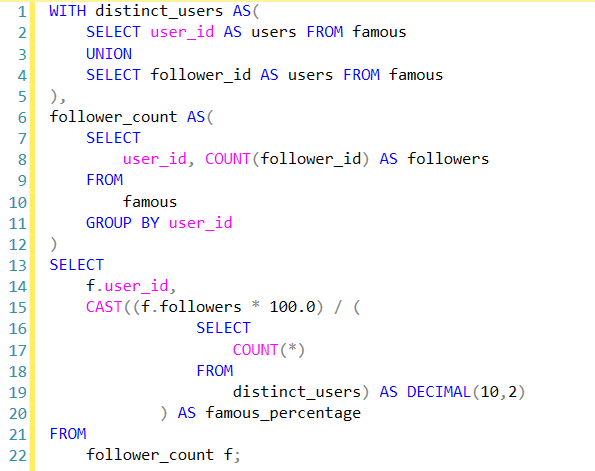 1 WITH distinct_users AS(
2     SELECT user_id AS users FROM famous
3     UNION
4     SELECT follower_id AS users FROM famous
5 ),
6 follower_count AS(
7     SELECT
8         user_id, COUNT(follower_id) AS followers
9     FROM
10         famous
11     GROUP BY user_id
12 )
13 SELECT
14     f.user_id,
15     CAST((f.followers * 100.0) / (
16                 SELECT
17                     COUNT(*)
18                 FROM
19                     distinct_users) AS DECIMAL(10,2)
20             ) AS famous_percentage
21 FROM
22     follower_count f;